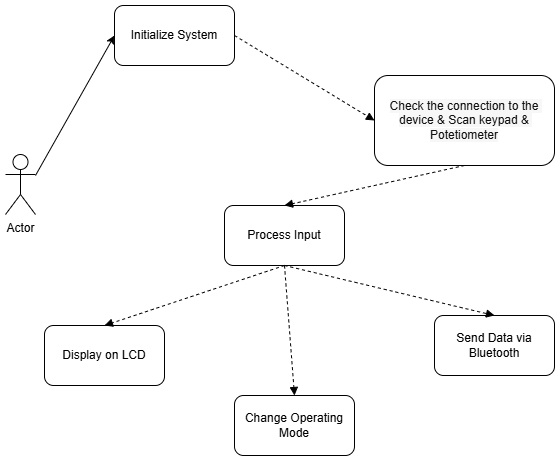 Initialize System
Check the connection to the
device & Scan keypad &
Potetiometer
Actor
Process Input
Display on LCD
Send Data via
Bluetooth
Change Operating
Mode